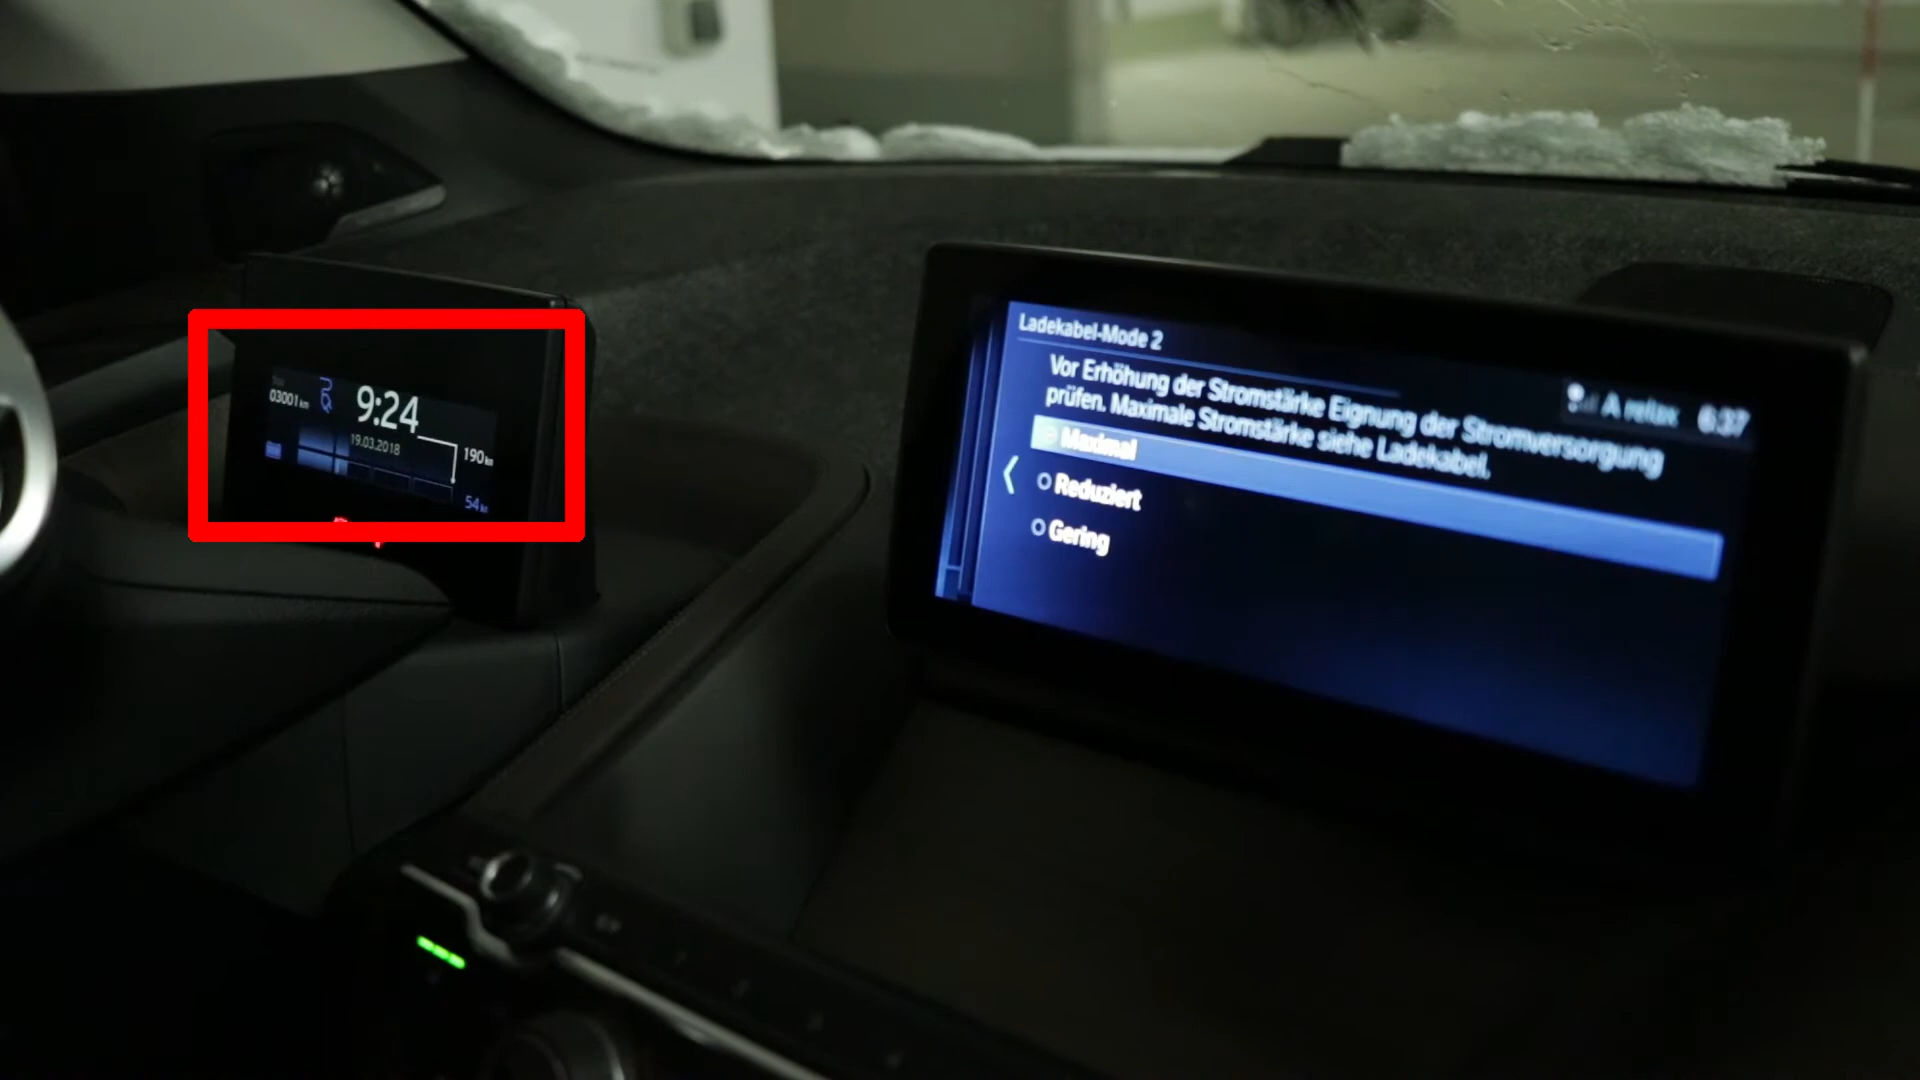 03001 km
9:24
19.03.2018
190 km
54
Ladekabel-Mode 2
A relax 6:37
Vor Erhöhung der Stromstärke Eignung der Stromversorgung
prüfen. Maximale Stromstärke siehe Ladekabel.
Maximal
Reduziert
Gering